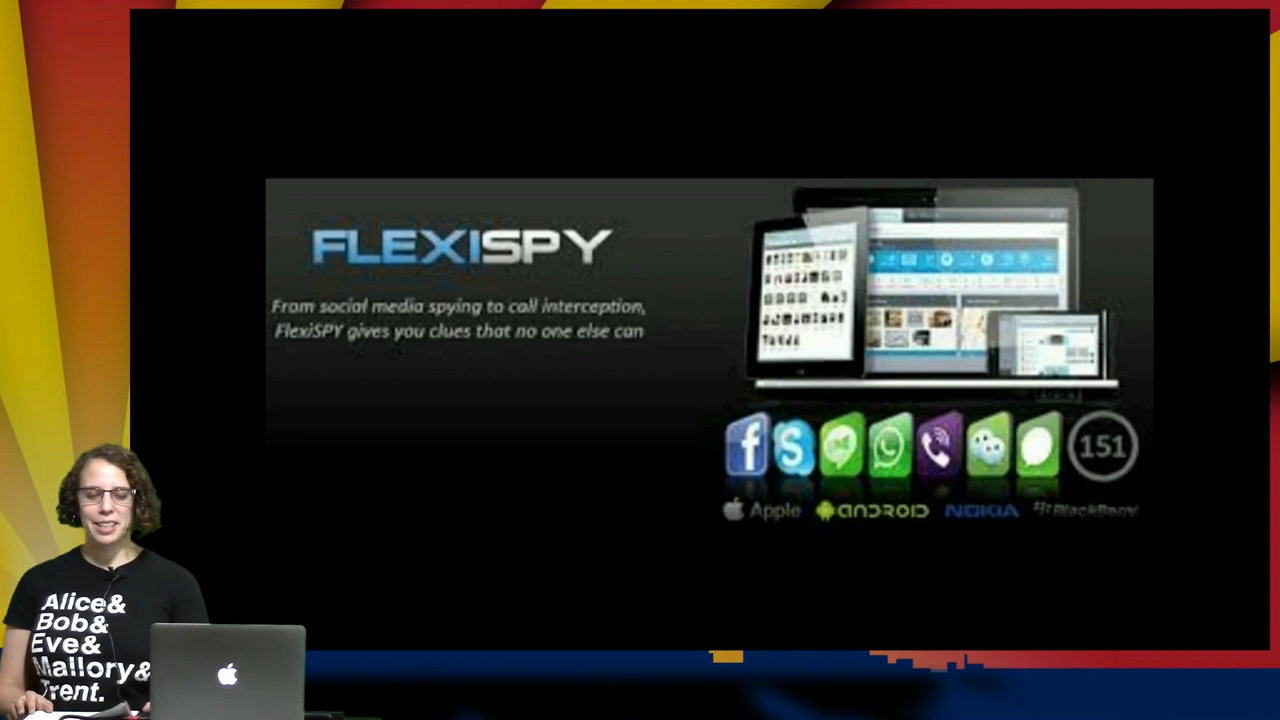 FLEXISPY
From social media spying to call interception,
FlexiSPY gives you clues that no one else can
151
Apple ANDROID NOKIA BlackBerry
Alice&
Bob&
Eve&
Mallory&
Trent.